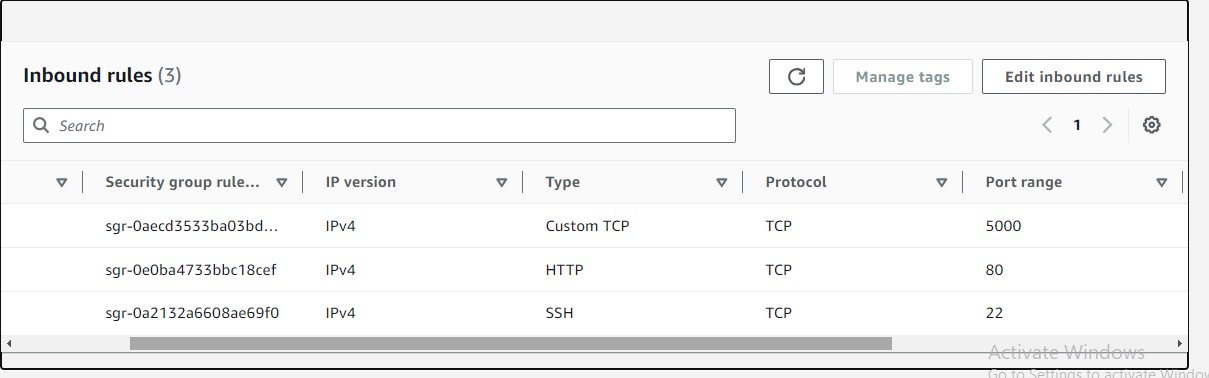 Inbound rules (3)
Manage tags
Edit inbound rules
Search
1
Security group rule... IP version Type Protocol Port range
sgr-0aecd3533ba03bd... IPv4 Custom TCP TCP 5000
sgr-0e0ba4733bbc18cef IPv4 HTTP TCP 80
sgr-0a2132a6608ae69f0 IPv4 SSH TCP 22
Activate Windows
Go to Settings to activate Window